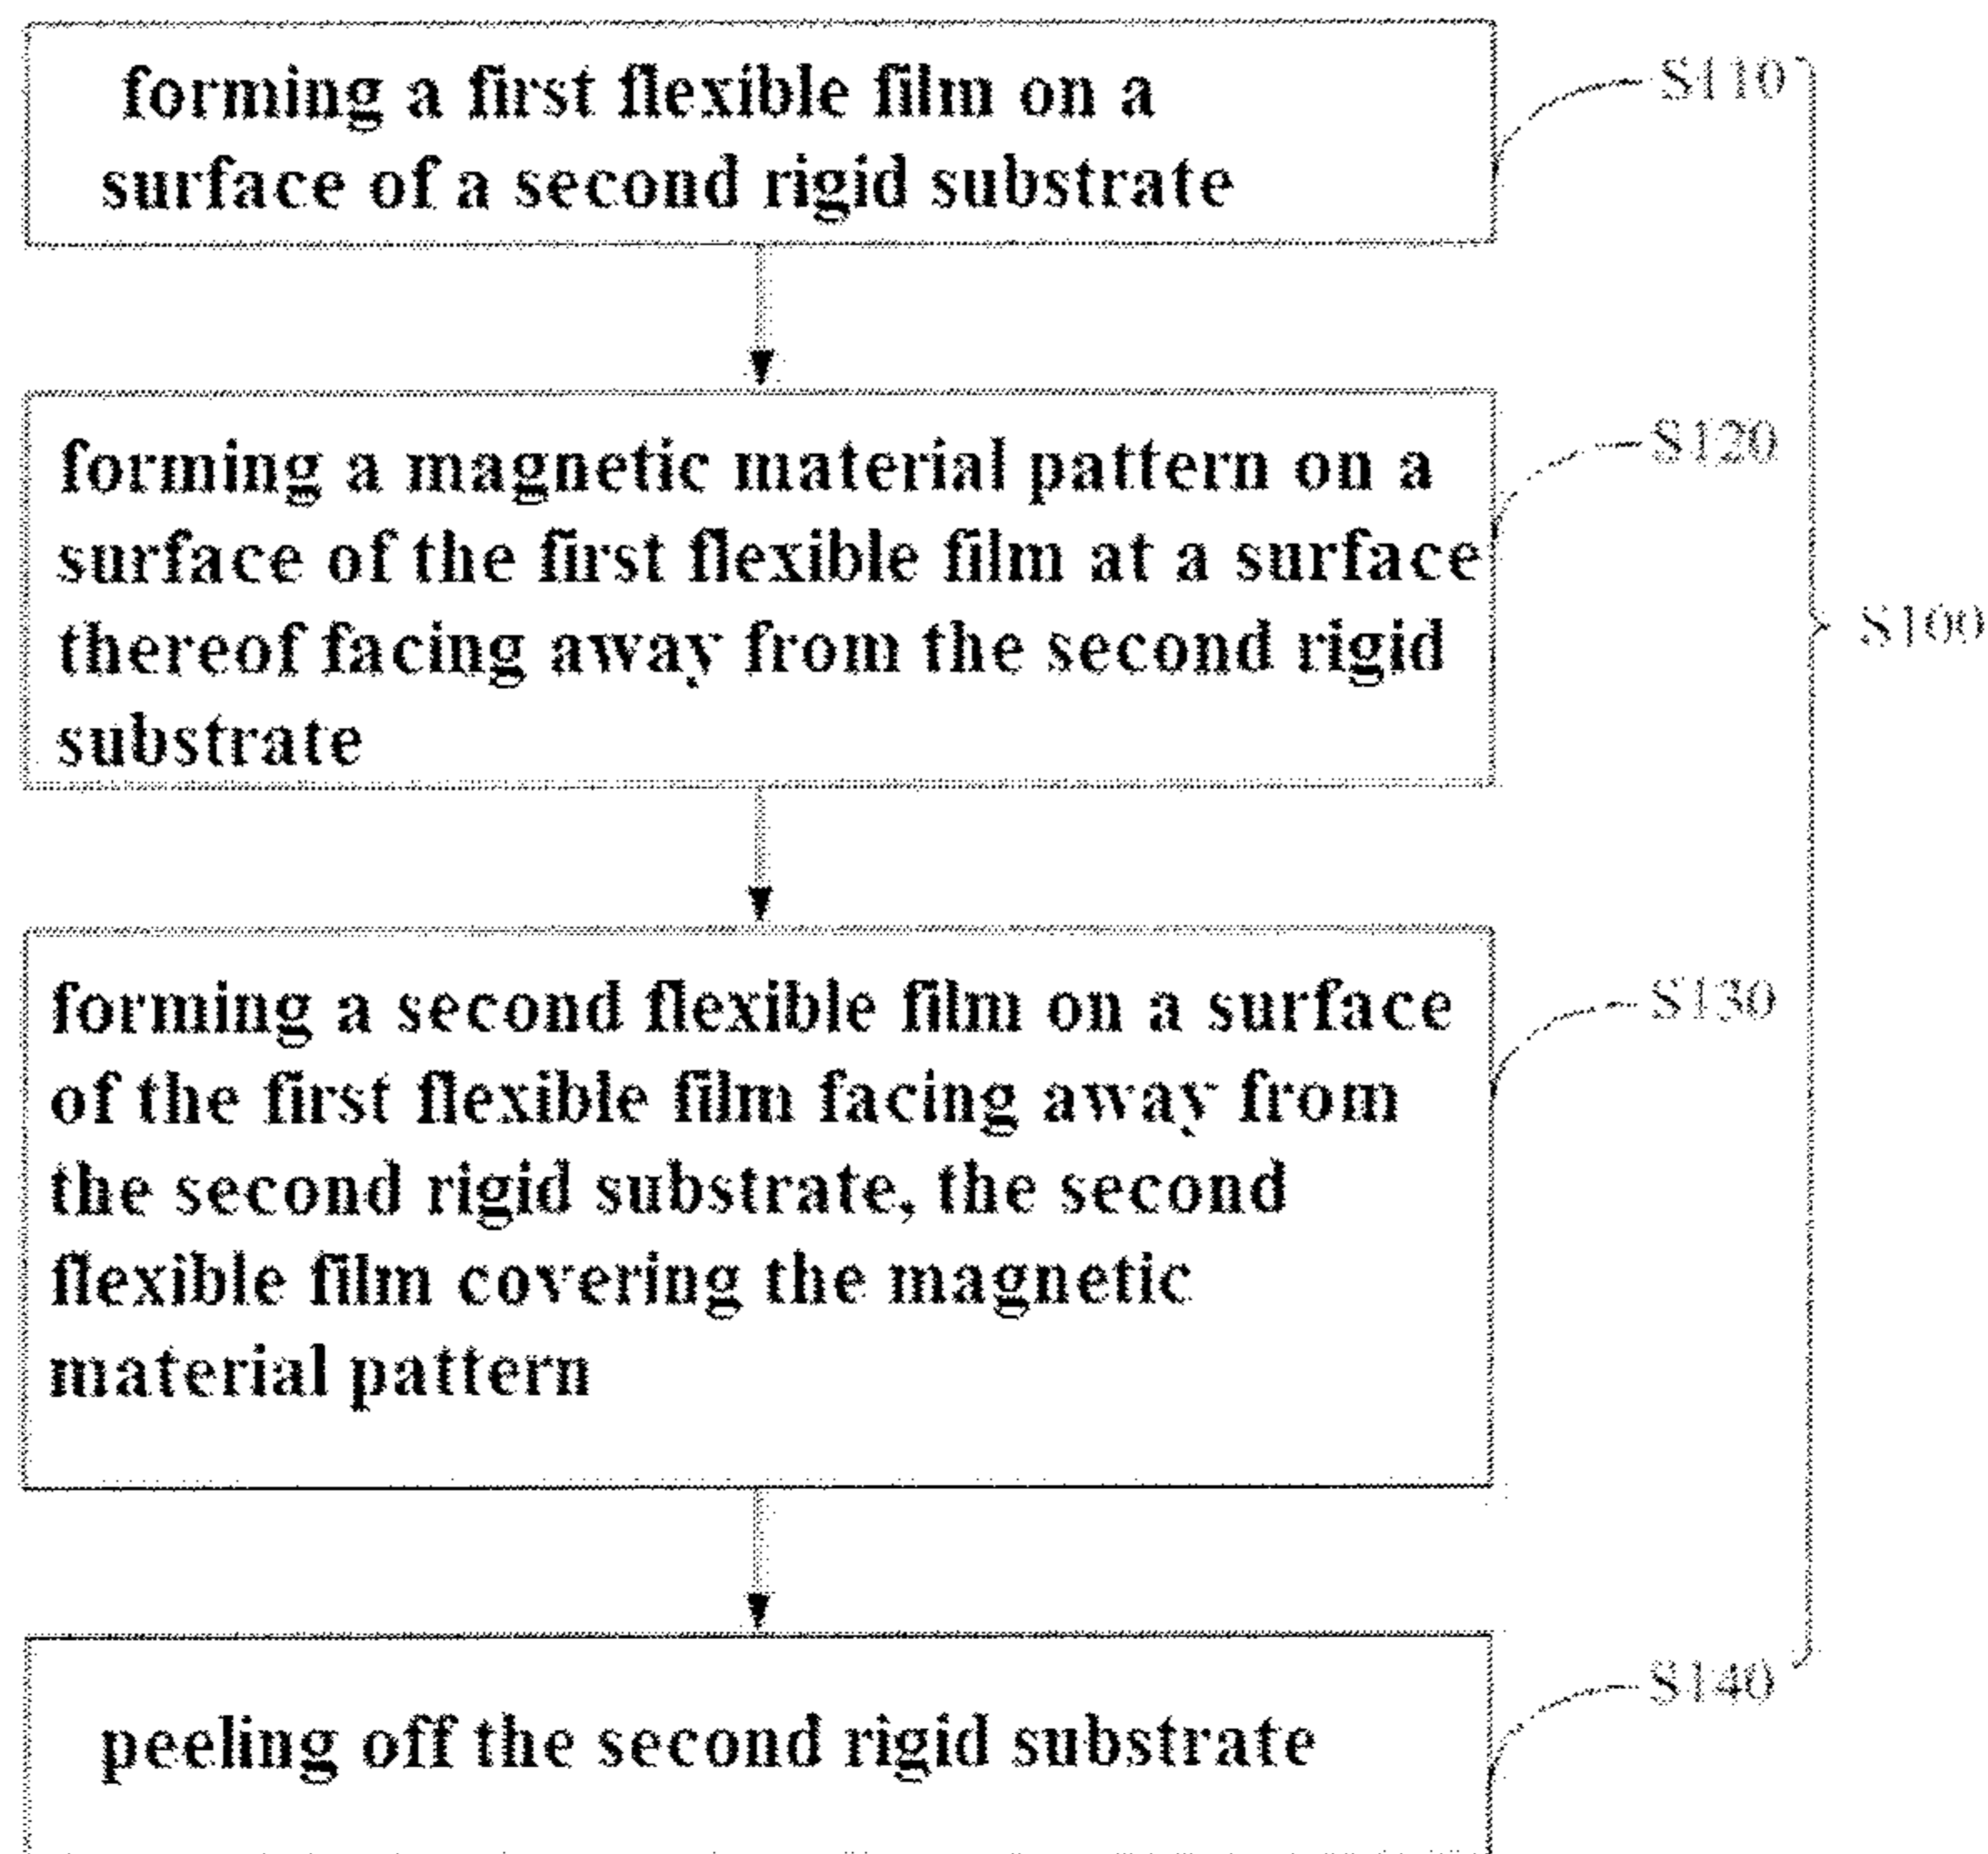 forming a first flexible film on a
surface of a second rigid substrate
S110
forming a magnetic material pattern on a
surface of the first flexible film at a surface
thereof facing away from the second rigid
substrate
S120
S100
forming a second flexible film on a surface
of the first flexible film facing away from
the second rigid substrate, the second
flexible film covering the magnetic
material pattern
S130
peeling off the second rigid substrate
S140